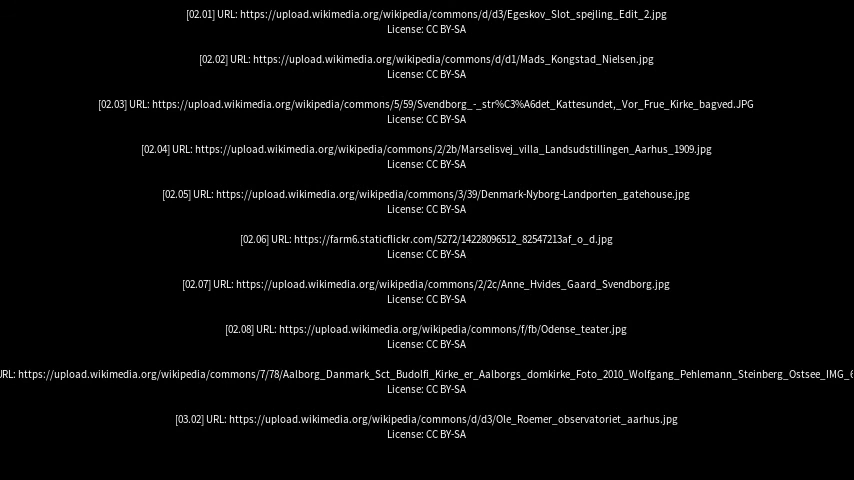 [02.01] URL: https://upload.wikimedia.org/wikipedia/commons/d/d3/Egeskov_Slot_spejling_Edit_2.jpg
License: CC BY-SA
[02.02] URL: https://upload.wikimedia.org/wikipedia/commons/d/d1/Mads_Kongstad_Nielsen.jpg
License: CC BY-SA
[02.03] URL: https://upload.wikimedia.org/wikipedia/commons/5/59/Svendborg_-_str%C3%A6det_Kattesundet,_Vor_Frue_Kirke_bagved.JPG
License: CC BY-SA
[02.04] URL: https://upload.wikimedia.org/wikipedia/commons/2/2b/Marselisvej_villa_Landsudstillingen_Aarhus_1909.jpg
License: CC BY-SA
[02.05] URL: https://upload.wikimedia.org/wikipedia/commons/3/39/Denmark-Nyborg-Landporten_gatehouse.jpg
License: CC BY-SA
[02.06] URL: https://farm6.staticflickr.com/5272/14228096512_82547213af_o_d.jpg
License: CC BY-SA
[02.07] URL: https://upload.wikimedia.org/wikipedia/commons/2/2c/Anne_Hvides_Gaard_Svendborg.jpg
License: CC BY-SA
[02.08] URL: https://upload.wikimedia.org/wikipedia/commons/f/fb/Odense_teater.jpg
License: CC BY-SA
URL: https://upload.wikimedia.org/wikipedia/commons/7/78/Aalborg_Danmark_Sct_Budolfi_Kirke_er_Aalborgs_domkirke_Foto_2010_Wolfgang_Pehlemann_Steinberg_Ostsee_IMG_6
License: CC BY-SA
[03.02] URL: https://upload.wikimedia.org/wikipedia/commons/d/d3/Ole_Roemer_observatoriet_aarhus.jpg
License: CC BY-SA